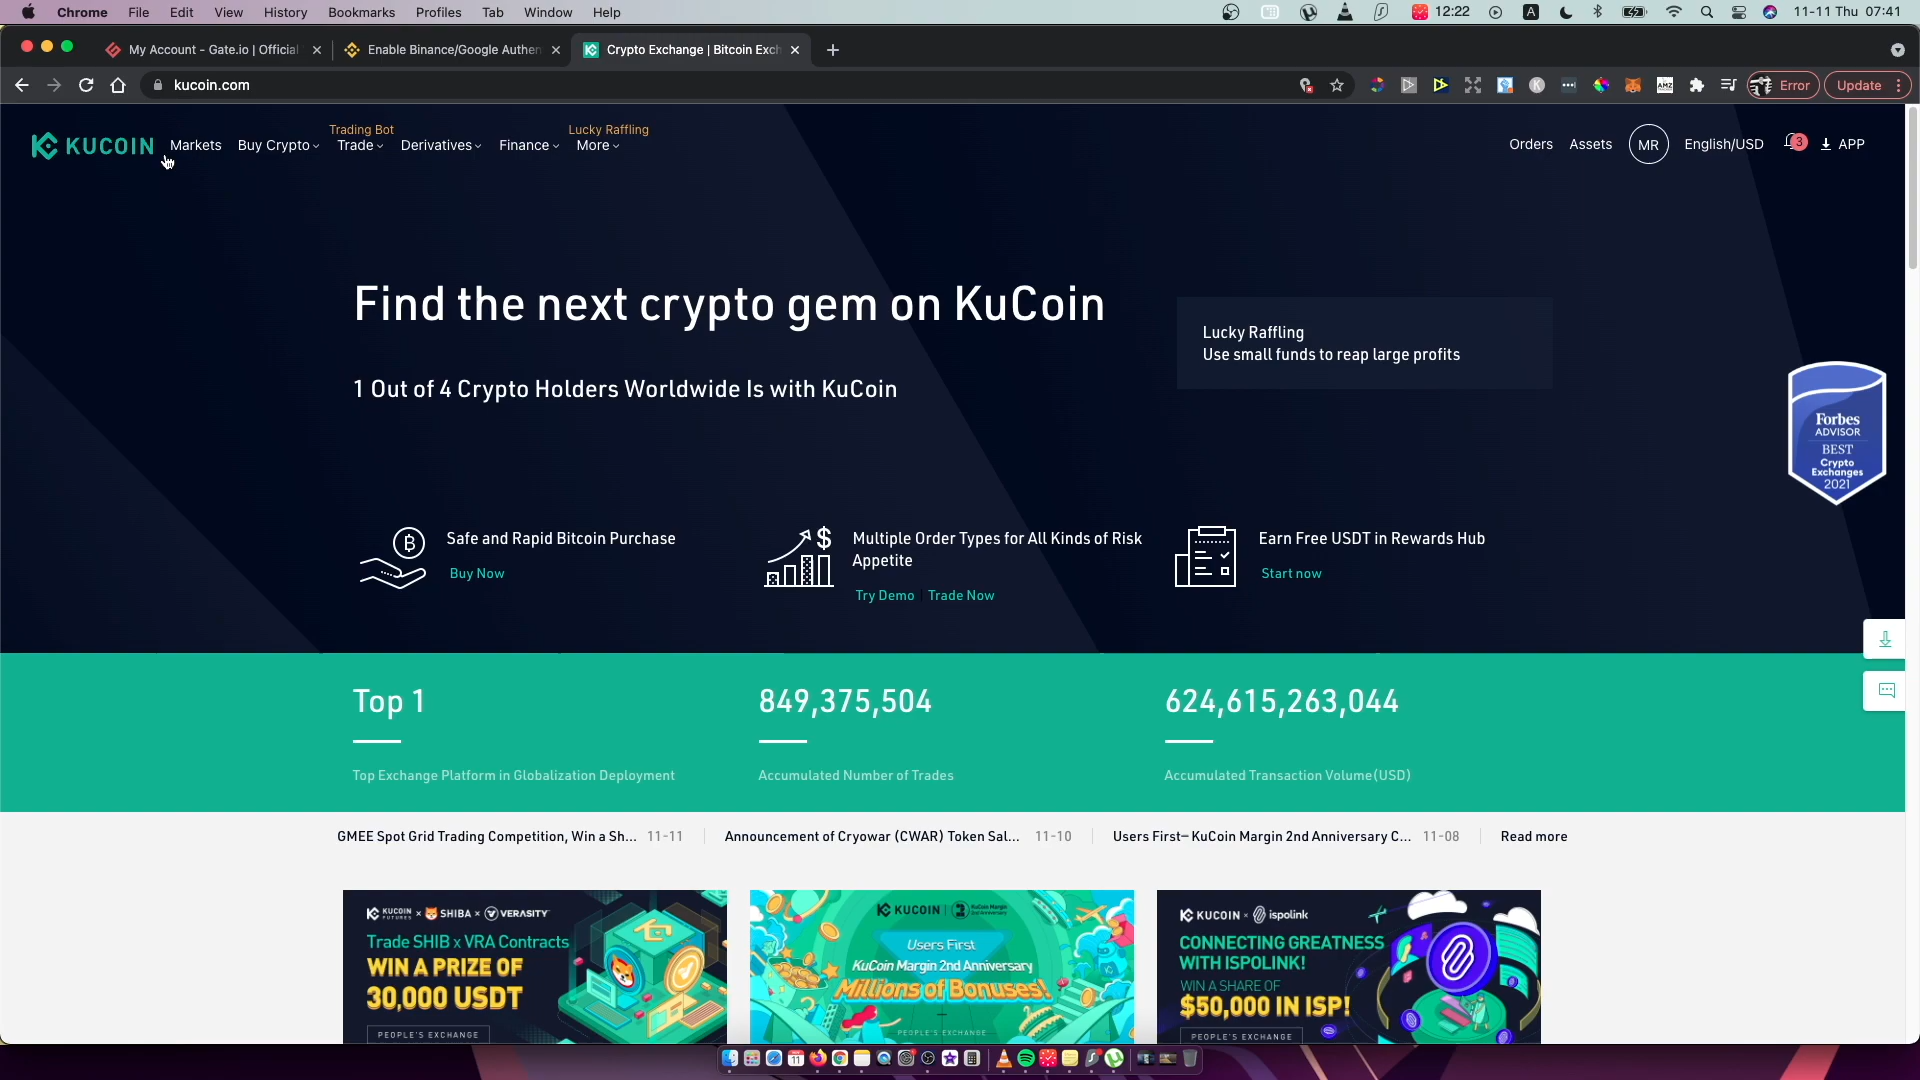 Chrome File Edit View History Bookmarks Profiles Tab Window Help 12:22 A 11-11 Thu 07:41
My Account - Gate.io | Official Enable Binance/Google Authen Crypto Exchange | Bitcoin Exch
kucoin.com Error Update
Trading Bot Lucky Raffling
KUCOIN Markets Buy Crypto Trade Derivatives Finance More Orders Assets MR English/USD 3 APP
Find the next crypto gem on KuCoin
Lucky Raffling
Use small funds to reap large profits
1 Out of 4 Crypto Holders Worldwide Is with KuCoin
Forbes
ADVISOR
BEST
Crypto
Exchanges
2021
Safe and Rapid Bitcoin Purchase
Buy Now
Multiple Order Types for All Kinds of Risk
Appetite
Try Demo Trade Now
Earn Free USDT in Rewards Hub
Start now
Top 1
Top Exchange Platform in Globalization Deployment
849,375,504
Accumulated Number of Trades
624,615,263,044
Accumulated Transaction Volume(USD)
GMEE Spot Grid Trading Competition, Win a Sh... 11-11 Announcement of Cryowar (CWAR) Token Sal... 11-10 Users First— KuCoin Margin 2nd Anniversary C... 11-08 Read more
KUCOIN FUTURES × SHIBA × VERASITY
Trade SHIB x VRA Contracts
WIN A PRIZE OF
30,000 USDT
PEOPLE'S EXCHANGE
KUCOIN KuCoin Margin 2nd Anniversary
Users First
KuCoin Margin 2nd Anniversary
Millions of Bonuses!
PEOPLE'S EXCHANGE
KUCOIN × ispolink
CONNECTING GREATNESS
WITH ISPOLINK!
WIN A SHARE OF
$50,000 IN ISP!
PEOPLE'S EXCHANGE